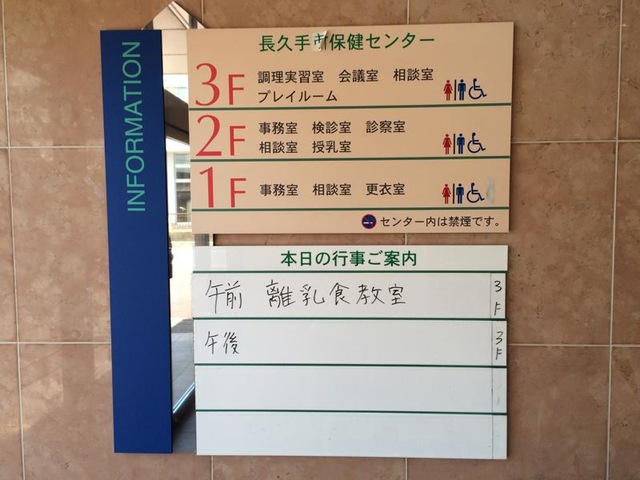 INFORMATION
長久手市保健センター
3F 調理実習室 会議室 相談室
プレイルーム
2F 事務室 検診室 診察室
相談室 授乳室
1F 事務室 相談室 更衣室
センター内は禁煙です。
本日の行事ご案内
午前 離乳食教室 3F
午後 3F